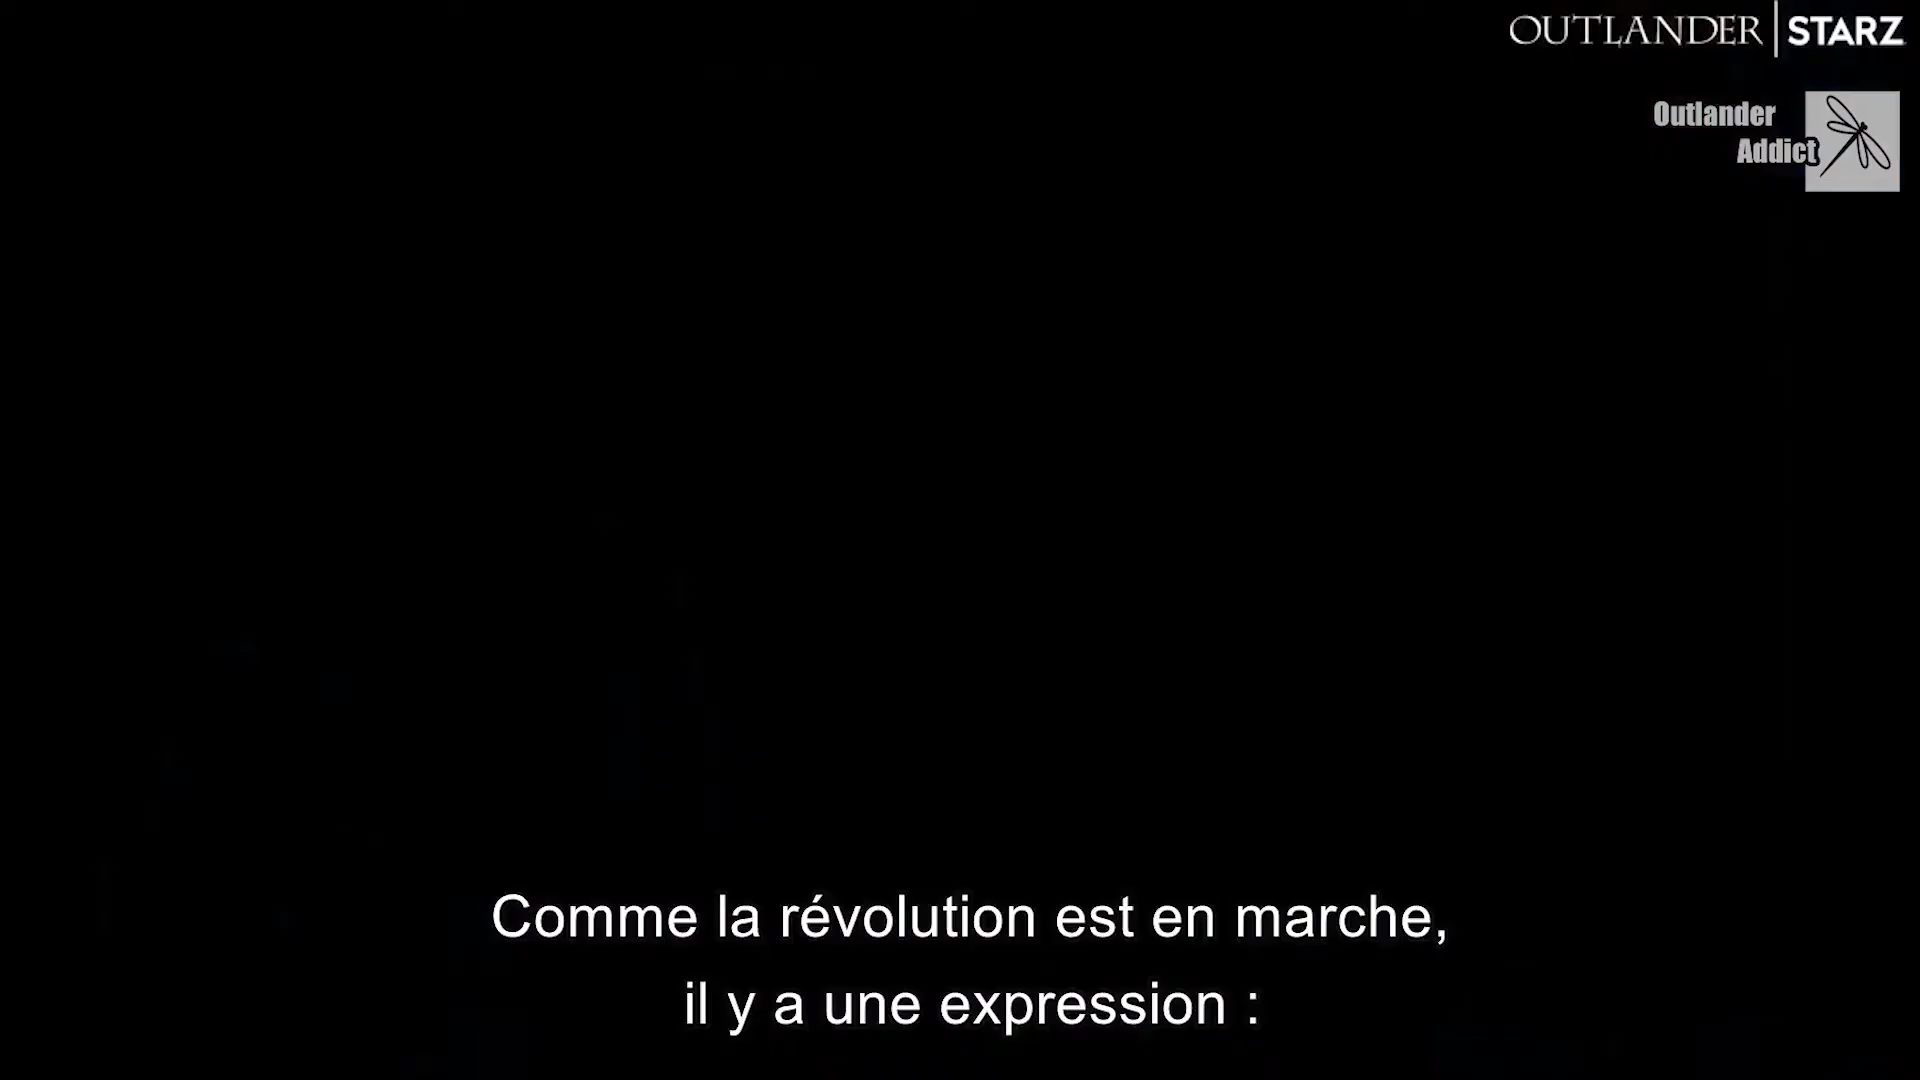 OUTLANDER STARZ
Outlander
Addict
Comme la révolution est en marche,
il y a une expression :